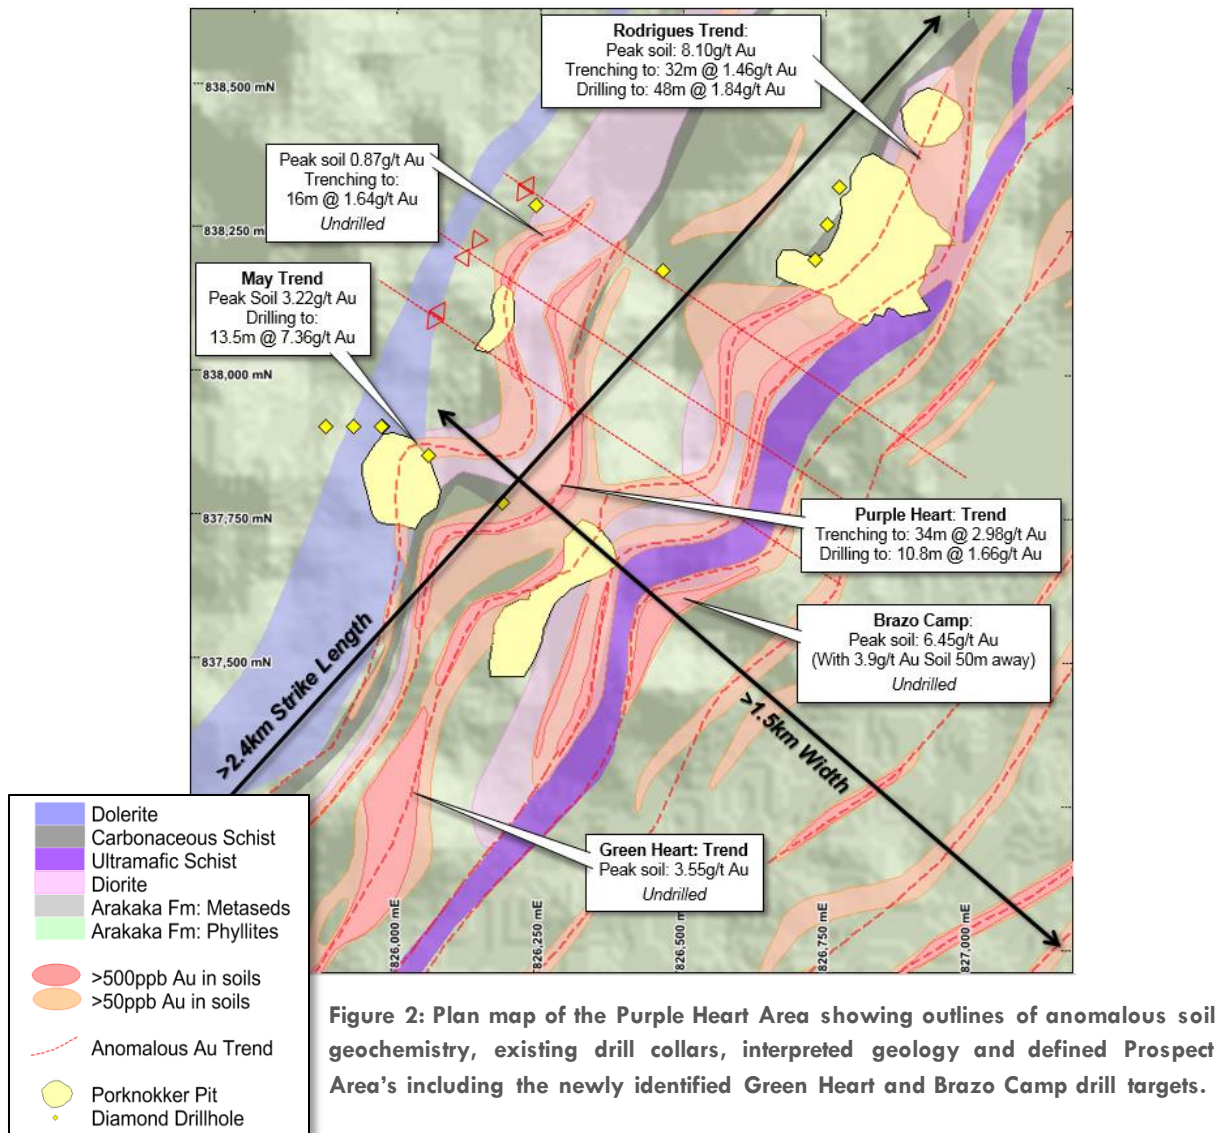 Rodrigues Trend:
Peak soil: 8.10g/t Au
Trenching to: 32m @ 1.46g/t Au
Drilling to: 48m @ 1.84g/t Au
838,500 mN
Peak soil 0.87g/t Au
Trenching to:
16m @ 1.64g/t Au
Undrilled
838,250 m
May Trend
Peak Soil 3.22g/t Au
Drilling to:
13.5m @ 7.36g/t Au
838,000 mN
837,750 mN
Purple Heart: Trend
Trenching to: 34m @ 2.98g/t Au
Drilling to: 10.8m @ 1.66g/t Au
Brazo Camp:
Peak soil: 6.45g/t Au
(With 3.9g/t Au Soil 50m away)
Undrilled
837,500 mN
>2.4km Strike Length
>1.5km Width
Green Heart: Trend
Peak soil: 3.55g/t Au
Undrilled
826,000 mE
826,250 mE
826,500 mE
826,750 mE
827,000 mE
Dolerite
Carbonaceous Schist
Ultramafic Schist
Diorite
Arakaka Fm: Metaseds
Arakaka Fm: Phyllites
>500ppb Au in soils
>50ppb Au in soils
Anomalous Au Trend
Porknokker Pit
Diamond Drillhole
Figure 2: Plan map of the Purple Heart Area showing outlines of anomalous soil
geochemistry, existing drill collars, interpreted geology and defined Prospect
Area's including the newly identified Green Heart and Brazo Camp drill targets.